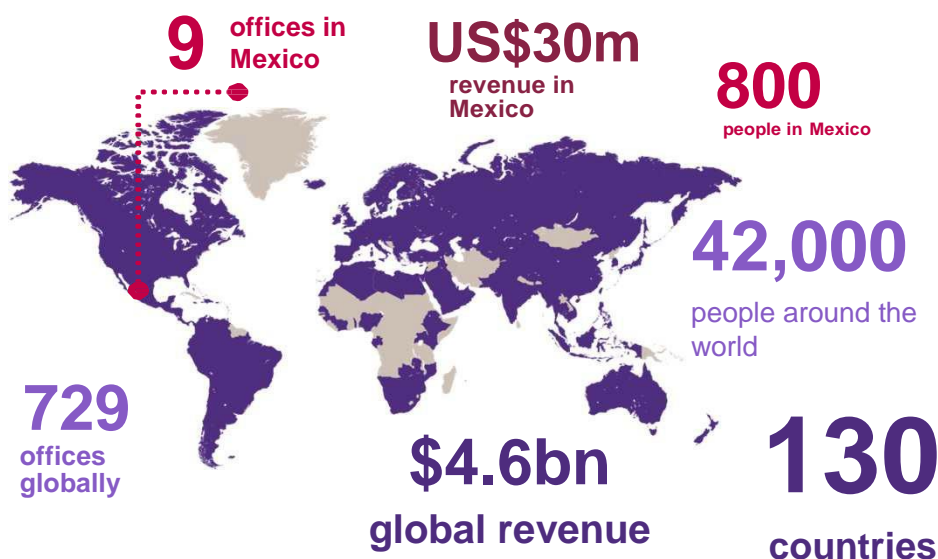 9
offices in
Mexico
US$30m
revenue in
Mexico
800
people in Mexico
42,000
people around the
world
729
offices
globally
$4.6bn
global revenue
130
countries